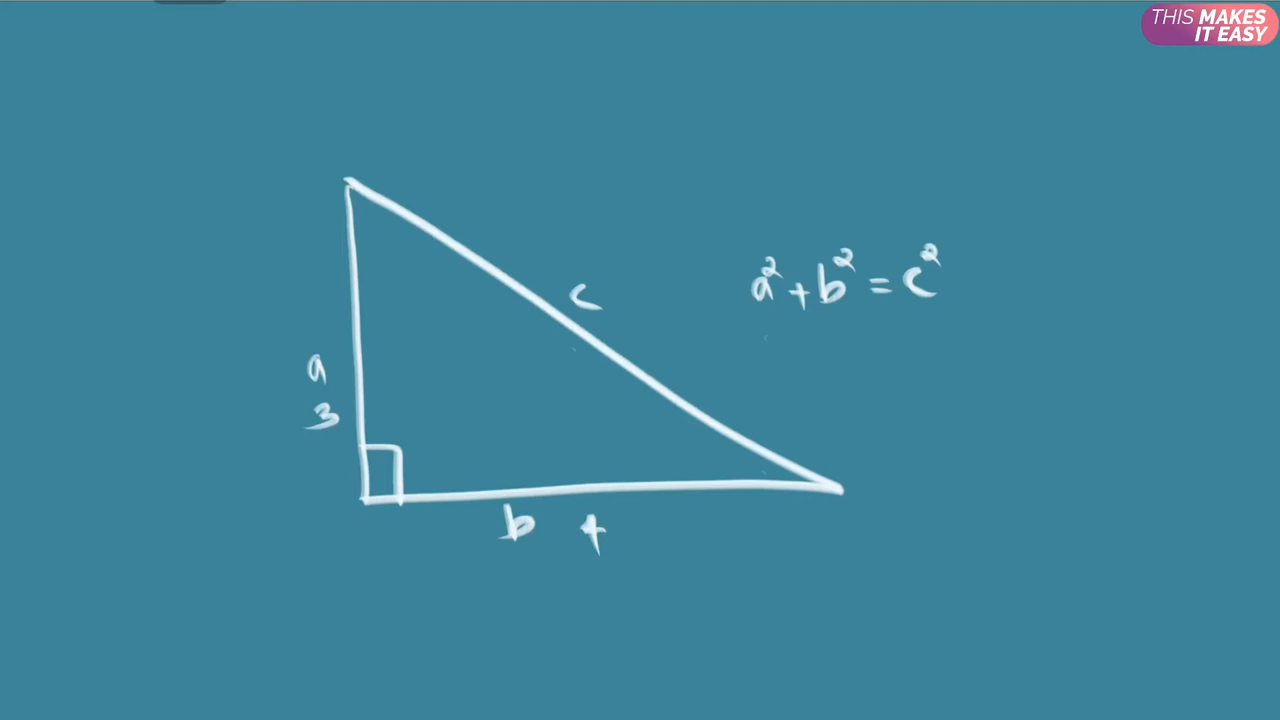 THIS MAKES
IT EASY
c
a² + b² = c²
a
3
b 4